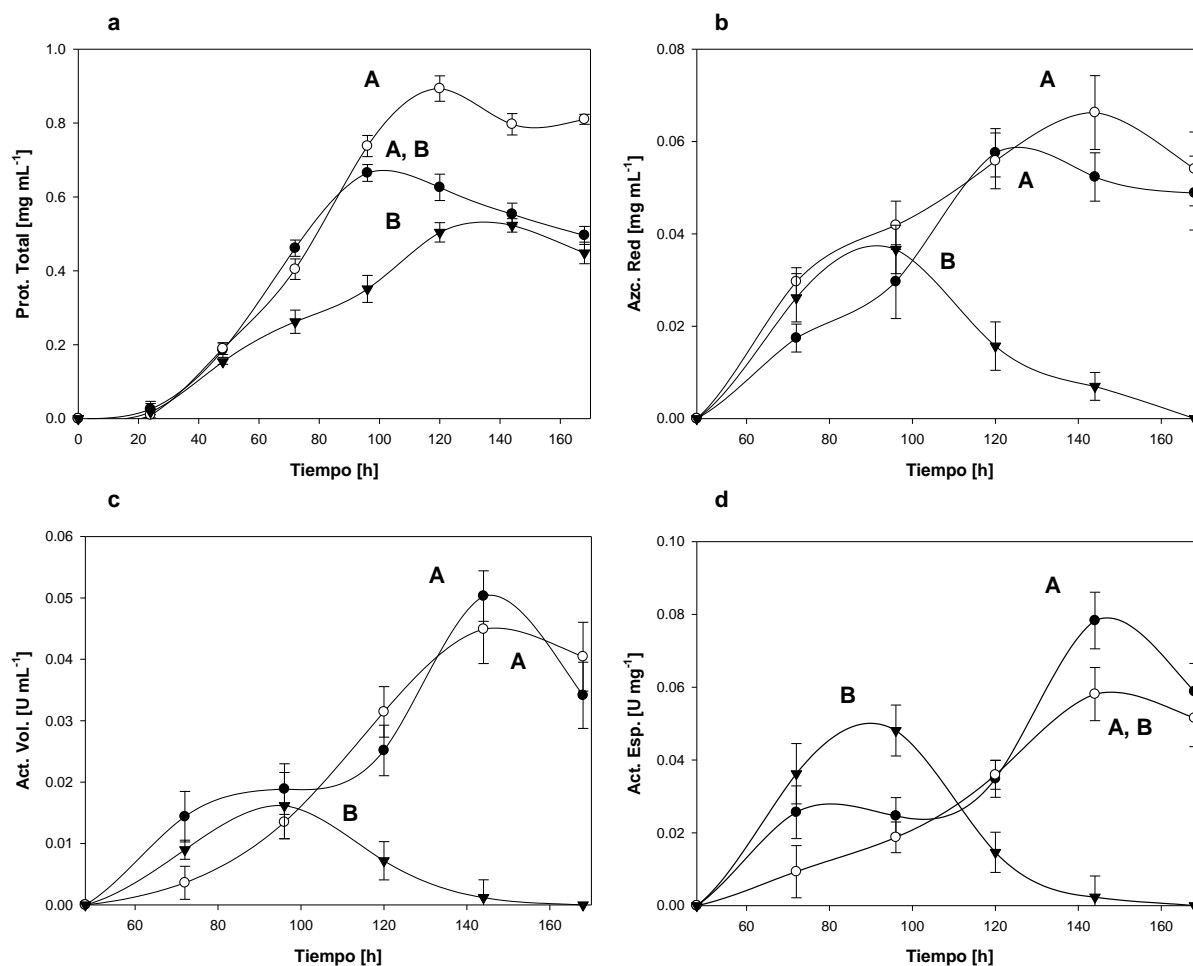 a
Prot. Total [mg mL⁻¹]
1.0
0.8
0.6
0.4
0.2
0.0
A
A, B
B
0 20 40 60 80 100 120 140 160
Tiempo [h]
b
Azc. Red [mg mL⁻¹]
0.08
0.06
0.04
0.02
0.00
A
A
B
60 80 100 120 140 160
Tiempo [h]
c
Act. Vol. [U mL⁻¹]
0.06
0.05
0.04
0.03
0.02
0.01
0.00
A
A
B
60 80 100 120 140 160
Tiempo [h]
d
Act. Esp. [U mg⁻¹]
0.10
0.08
0.06
0.04
0.02
0.00
A
B
A, B
60 80 100 120 140 160
Tiempo [h]